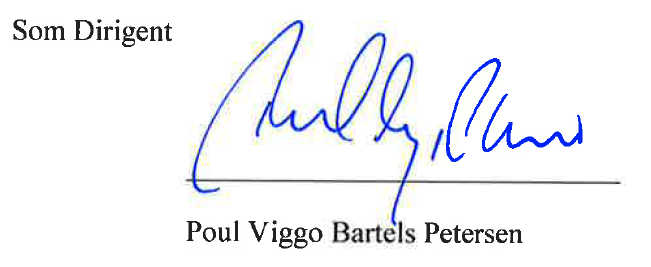 Som Dirigent
Poul Viggo Bartels Petersen